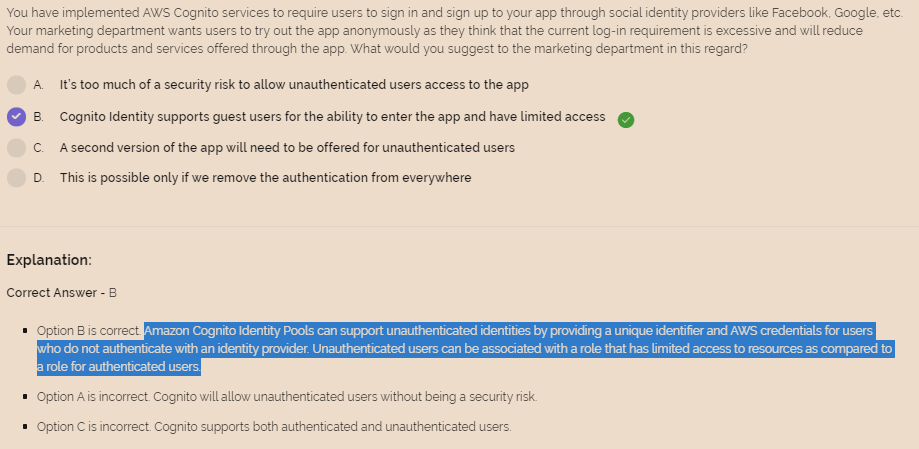 You have implemented AWS Cognito services to require users to sign in and sign up to your app through social identity providers like Facebook, Google, etc.
Your marketing department wants users to try out the app anonymously as they think that the current log-in requirement is excessive and will reduce
demand for products and services offered through the app. What would you suggest to the marketing department in this regard?
A. It's too much of a security risk to allow unauthenticated users access to the app
B. Cognito Identity supports guest users for the ability to enter the app and have limited access
C. A second version of the app will need to be offered for unauthenticated users
D. This is possible only if we remove the authentication from everywhere
Explanation:
Correct Answer - B
Option B is correct. Amazon Cognito Identity Pools can support unauthenticated identities by providing a unique identifier and AWS credentials for users
who do not authenticate with an identity provider. Unauthenticated users can be associated with a role that has limited access to resources as compared to
a role for authenticated users.
Option A is incorrect. Cognito will allow unauthenticated users without being a security risk.
Option C is incorrect. Cognito supports both authenticated and unauthenticated users.